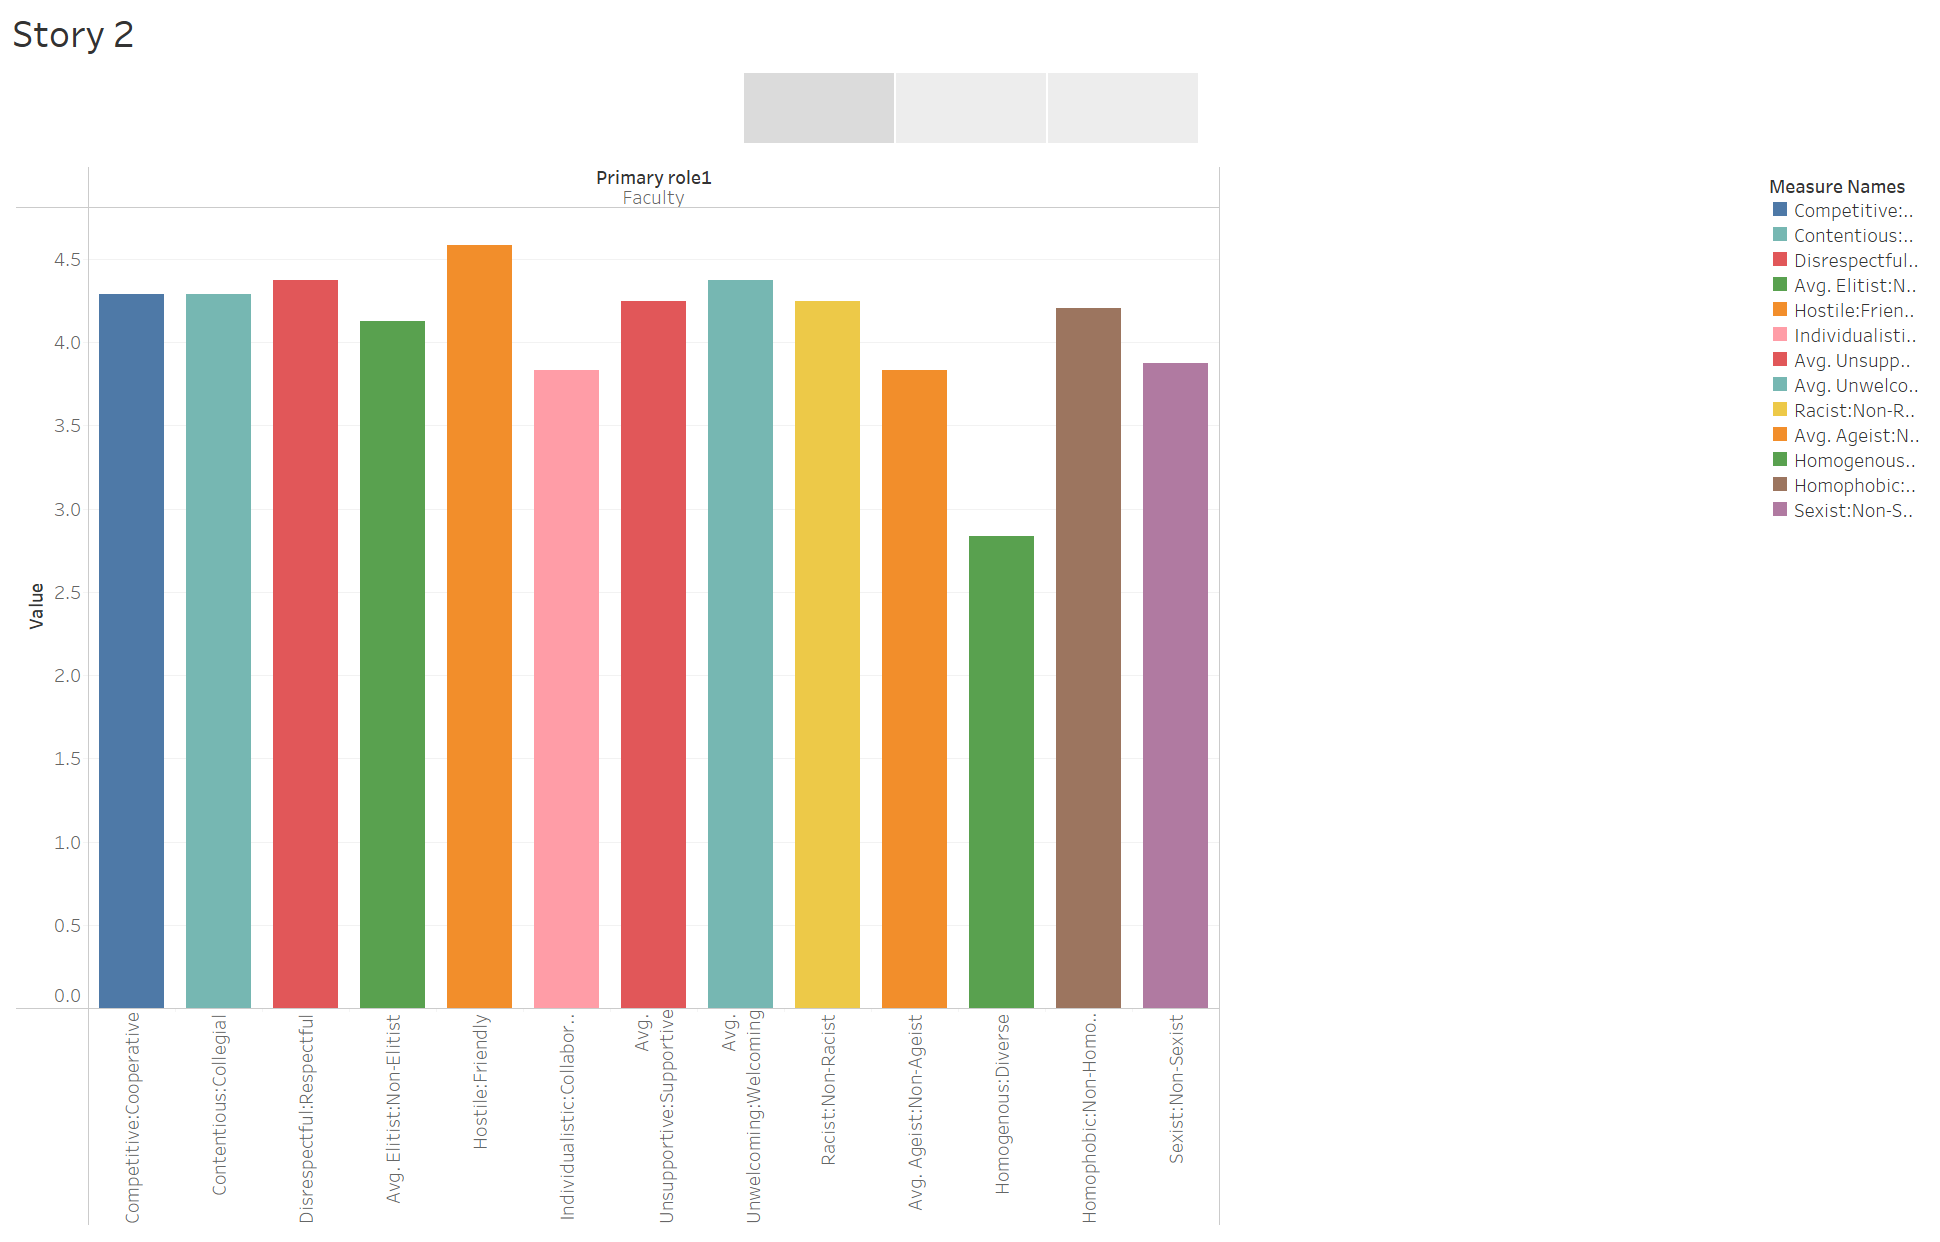 Story 2
Primary role1
Faculty
Value
4.5
4.0
3.5
3.0
2.5
2.0
1.5
1.0
0.5
0.0
Competitive:Cooperative
Contentious:Collegial
Disrespectful:Respectful
Avg. Elitist:Non-Elitist
Hostile:Friendly
Individualistic:Collabor..
Avg.
Unsupportive:Supportive
Avg.
Unwelcoming:Welcoming
Racist:Non-Racist
Avg. Ageist:Non-Ageist
Homogenous:Diverse
Homophobic:Non-Homo..
Sexist:Non-Sexist
Measure Names
Competitive:..
Contentious:..
Disrespectful..
Avg. Elitist:N..
Hostile:Frien..
Individualisti..
Avg. Unsupp..
Avg. Unwelco..
Racist:Non-R..
Avg. Ageist:N..
Homogenous..
Homophobic:..
Sexist:Non-S..